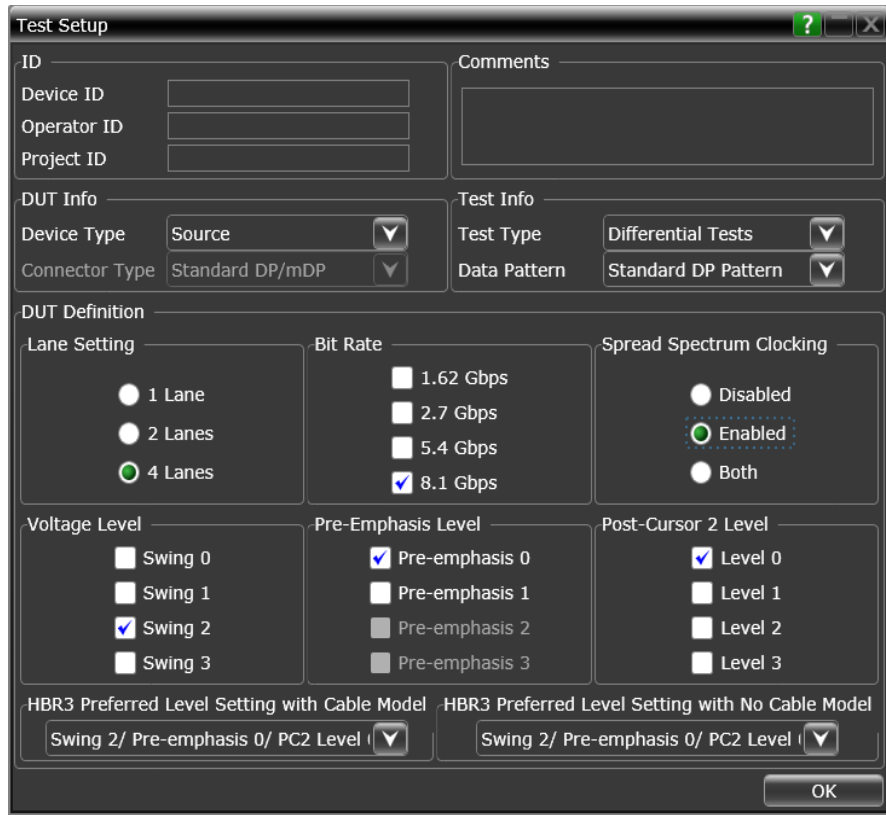 Test Setup
?
X
ID
Device ID
Operator ID
Project ID
Comments
DUT Info
Device Type Source
Connector Type Standard DP/mDP
Test Info
Test Type Differential Tests
Data Pattern Standard DP Pattern
DUT Definition
Lane Setting
1 Lane
2 Lanes
4 Lanes
Bit Rate
1.62 Gbps
2.7 Gbps
5.4 Gbps
8.1 Gbps
Spread Spectrum Clocking
Disabled
Enabled
Both
Voltage Level
Swing 0
Swing 1
Swing 2
Swing 3
Pre-Emphasis Level
Pre-emphasis 0
Pre-emphasis 1
Pre-emphasis 2
Pre-emphasis 3
Post-Cursor 2 Level
Level 0
Level 1
Level 2
Level 3
HBR3 Preferred Level Setting with Cable Model
Swing 2/ Pre-emphasis 0/ PC2 Level
HBR3 Preferred Level Setting with No Cable Model
Swing 2/ Pre-emphasis 0/ PC2 Level
OK